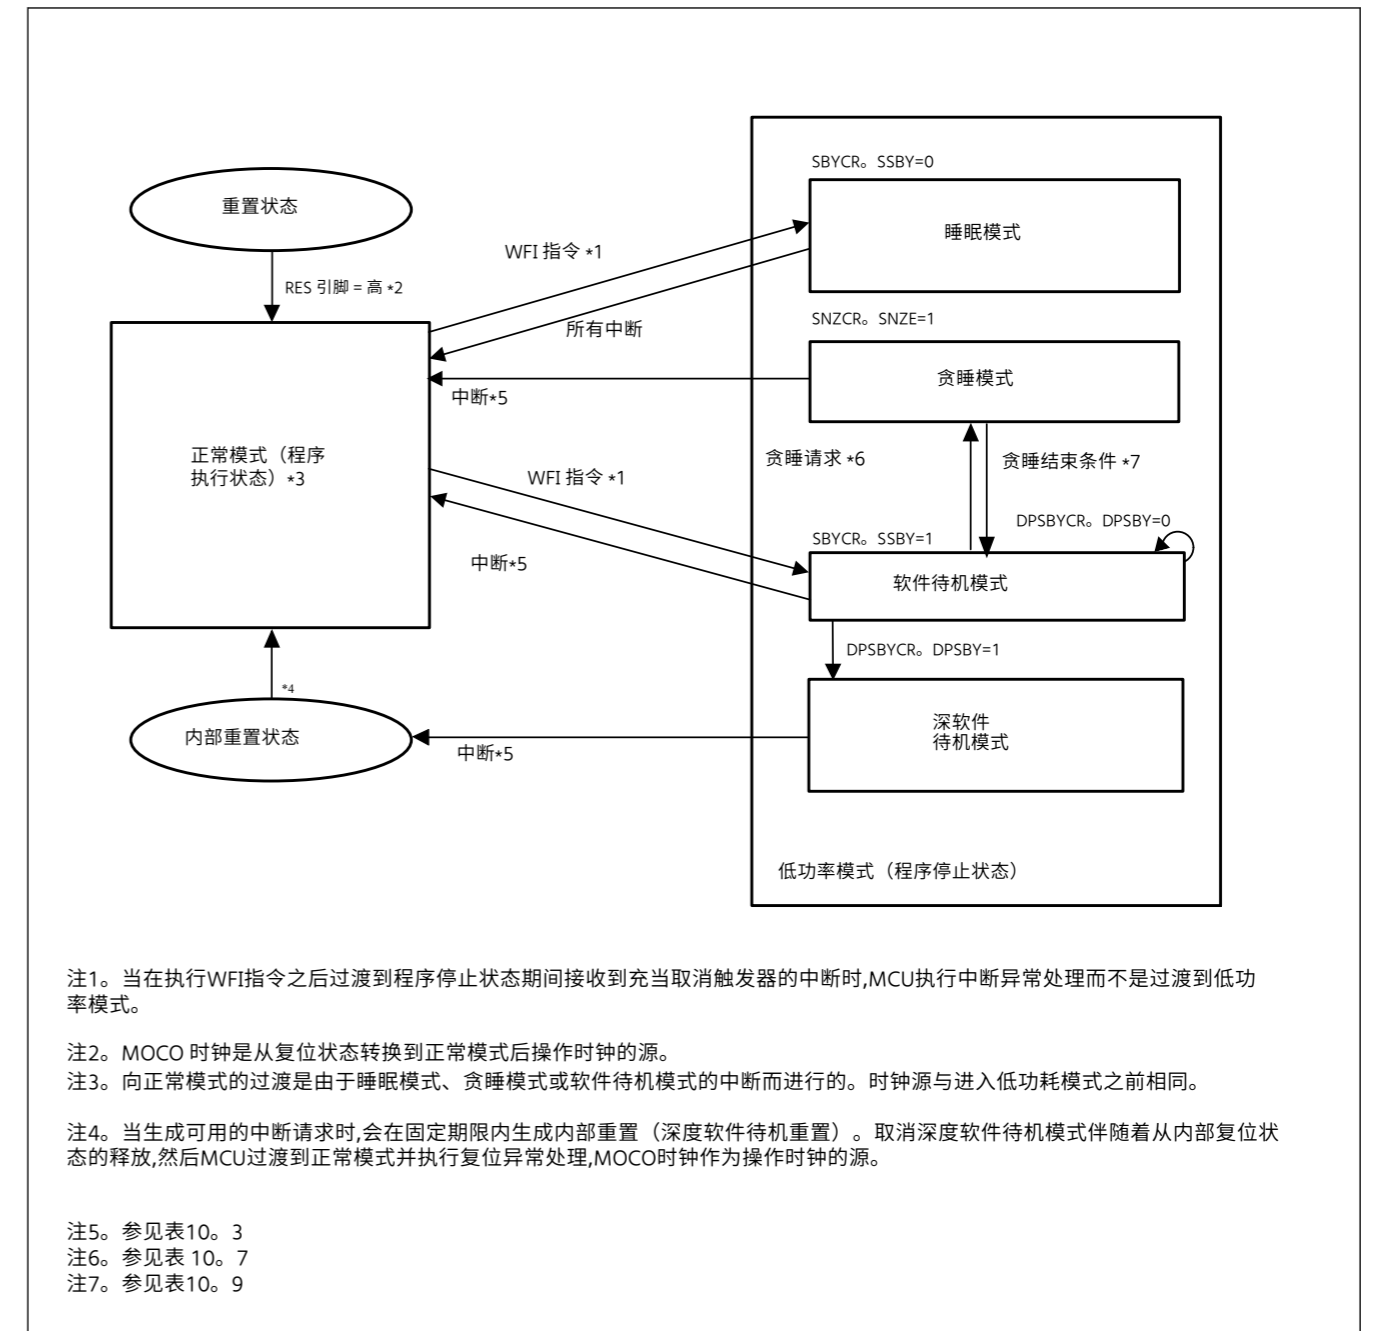 SBYCR。SSBY=0
重置状态
睡眠模式
WFI 指令 *1
RES 引脚 = 高 *2
所有中断
SNZCR。SNZE=1
贪睡模式
中断*5
正常模式（程序
执行状态）*3
贪睡请求 *6
贪睡结束条件 *7
WFI 指令 *1
DPSBYCR。DPSBY=0
SBYCR。SSBY=1
中断*5
软件待机模式
DPSBYCR。DPSBY=1
*4
深软件
待机模式
内部重置状态
中断*5
低功率模式（程序停止状态）
注1。当在执行WFI指令之后过渡到程序停止状态期间接收到充当取消触发器的中断时,MCU执行中断异常处理而不是过渡到低功
率模式。
注2。MOCO 时钟是从复位状态转换到正常模式后操作时钟的源。
注3。向正常模式的过渡是由于睡眠模式、贪睡模式或软件待机模式的中断而进行的。时钟源与进入低功耗模式之前相同。
注4。当生成可用的中断请求时,会在固定期限内生成内部重置（深度软件待机重置）。取消深度软件待机模式伴随着从内部复位状
态的释放,然后MCU过渡到正常模式并执行复位异常处理,MOCO时钟作为操作时钟的源。
注5。参见表10。3
注6。参见表 10。7
注7。参见表10。9